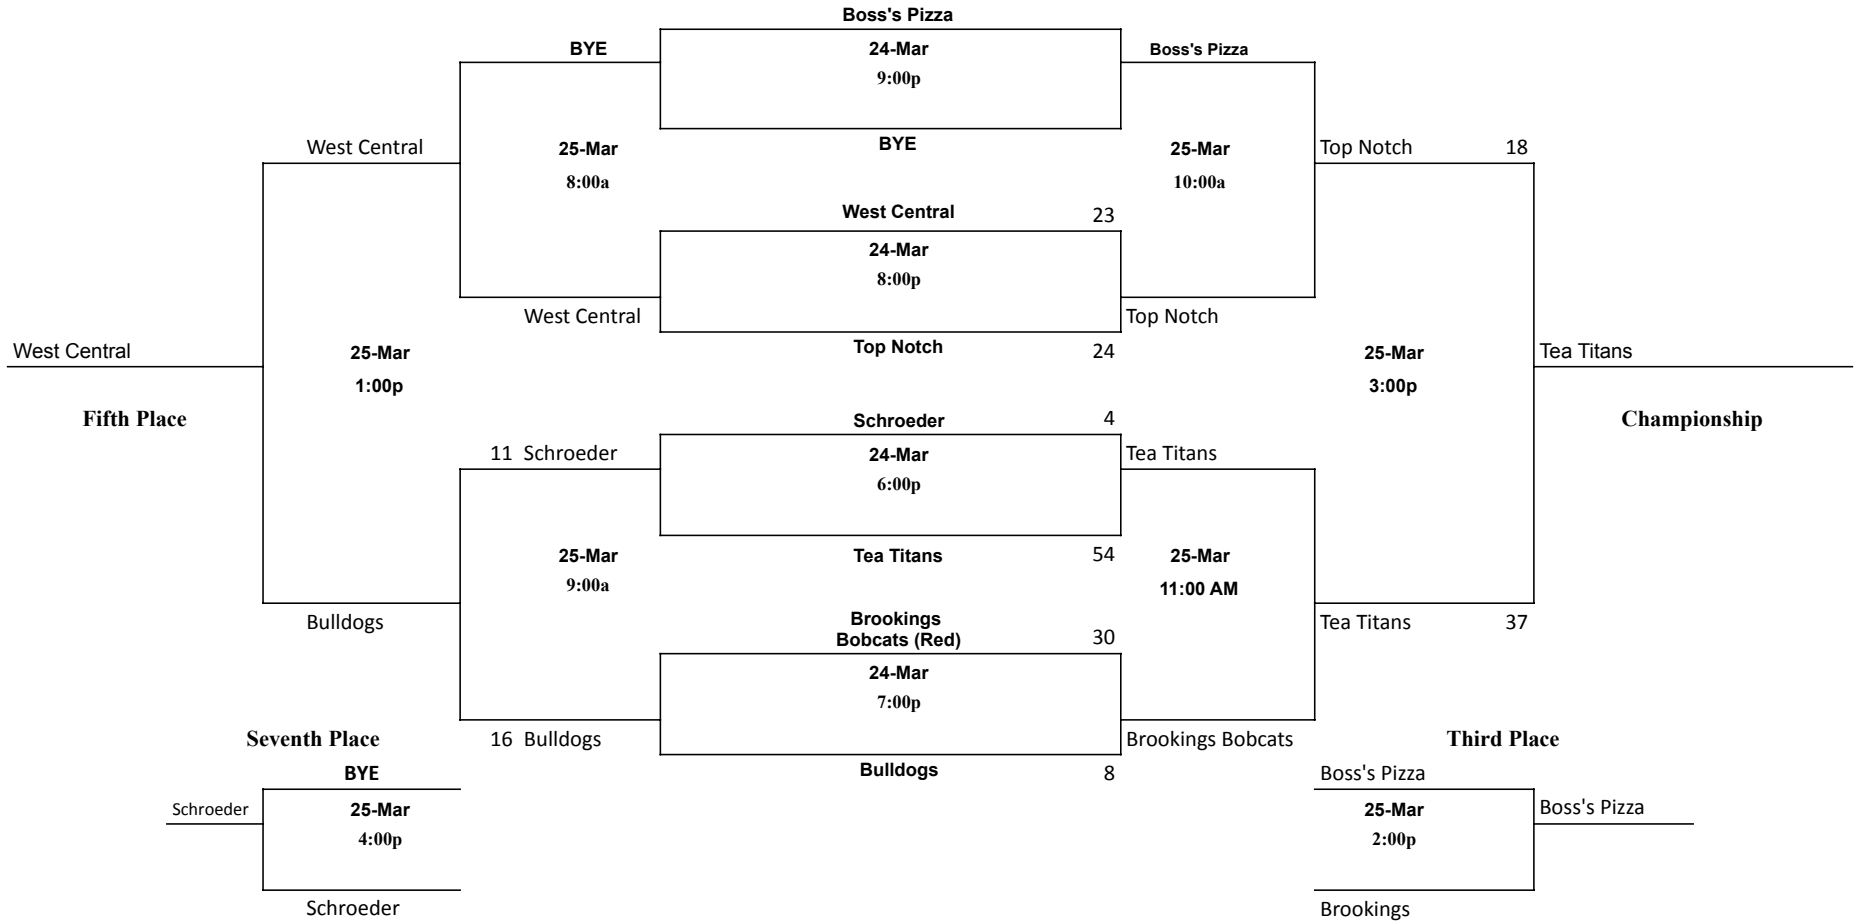 Boss's Pizza
BYE
24-Mar
Boss's Pizza
9:00p
BYE
West Central
25-Mar
25-Mar
Top Notch 18
8:00a
10:00a
West Central 23
24-Mar
8:00p
West Central
Top Notch
West Central
25-Mar
Top Notch 24
25-Mar
Tea Titans
1:00p
3:00p
Fifth Place
Schroeder 4
Championship
11 Schroeder
24-Mar
Tea Titans
6:00p
25-Mar
Tea Titans 54
25-Mar
9:00a
11:00 AM
Bulldogs
Brookings
Bobcats (Red) 30
Tea Titans 37
24-Mar
7:00p
Seventh Place
16 Bulldogs
Brookings Bobcats
Third Place
BYE
Bulldogs 8
Boss's Pizza
Schroeder
25-Mar
25-Mar
Boss's Pizza
4:00p
2:00p
Schroeder
Brookings